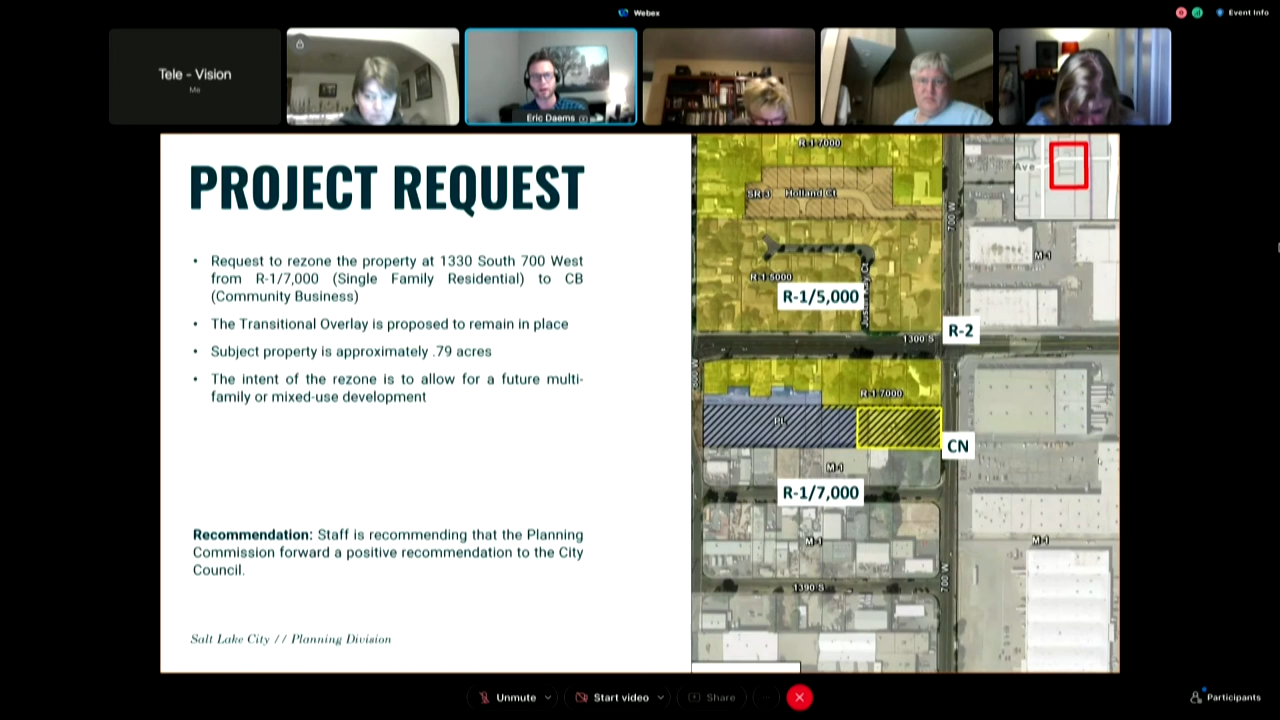 Webex
Event Info
Tele - Vision
Me
Eric Daems
PROJECT REQUEST
• Request to rezone the property at 1330 South 700 West
from R-1/7,000 (Single Family Residential) to CB
(Community Business)
• The Transitional Overlay is proposed to remain in place
• Subject property is approximately .79 acres
• The intent of the rezone is to allow for a future multi-
family or mixed-use development
Recommendation: Staff is recommending that the Planning
Commission forward a positive recommendation to the City
Council.
Salt Lake City // Planning Division
R-1-7000
Ave
SR-3
Holland Ct
700 W
M-1
R-1-5000
R-1/5,000
1300 S
R-2
R-1-7000
PL
CN
M-1
R-1/7,000
M-1
M-1
700 W
1390 S
Unmute
Start video
Share
Participants